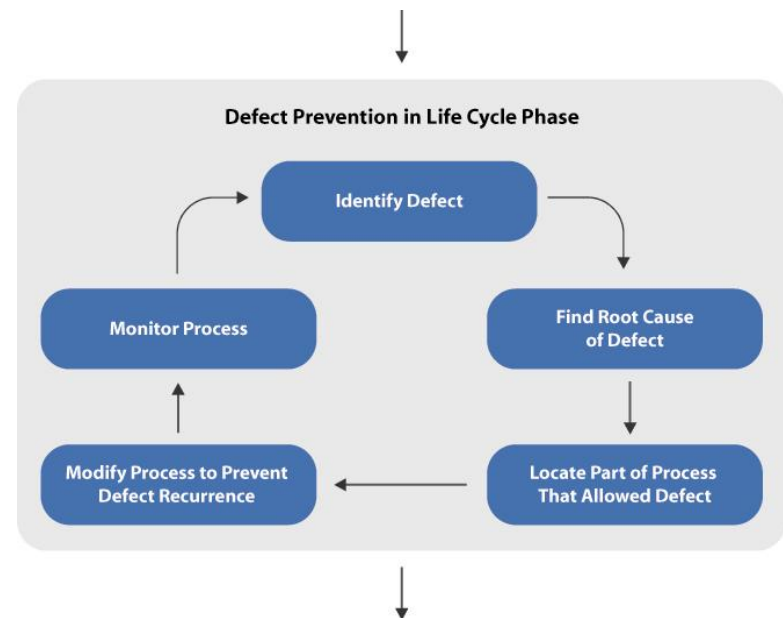 Defect Prevention in Life Cycle Phase
Identify Defect
Find Root Cause
of Defect
Locate Part of Process
That Allowed Defect
Modify Process to Prevent
Defect Recurrence
Monitor Process